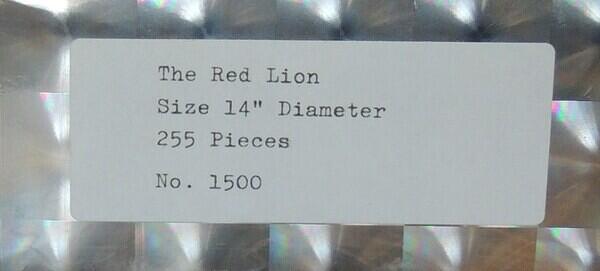 The Red Lion
Size 14" Diameter
255 Pieces
No. 1500